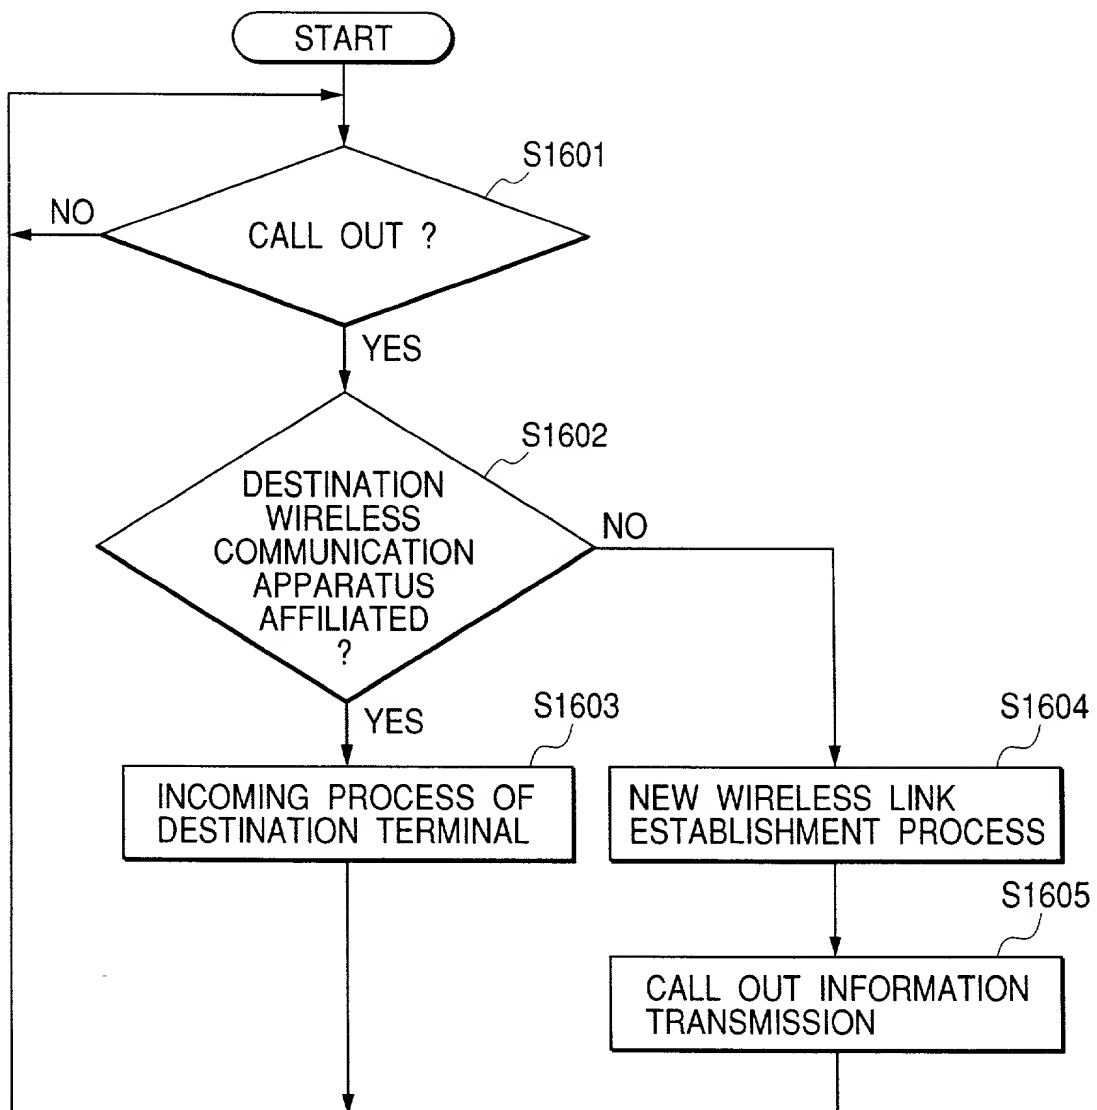 START
S1601
NO
CALL OUT ?
YES
S1602
DESTINATION
WIRELESS
COMMUNICATION
APPARATUS
AFFILIATED
?
NO
YES
S1603
S1604
INCOMING PROCESS OF
DESTINATION TERMINAL
NEW WIRELESS LINK
ESTABLISHMENT PROCESS
S1605
CALL OUT INFORMATION
TRANSMISSION